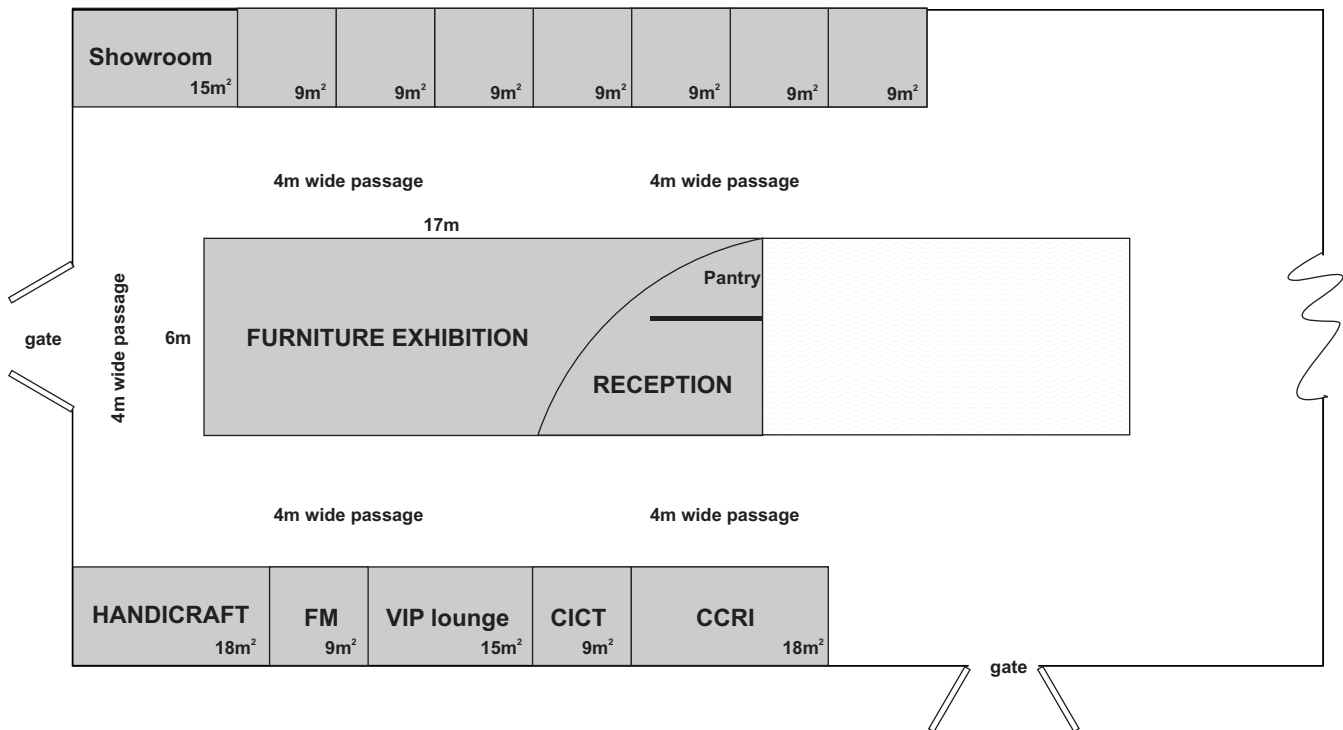 Showroom
15m²
9m²
9m²
9m²
9m²
9m²
9m²
9m²
4m wide passage
4m wide passage
17m
Pantry
gate
4m wide passage
6m
FURNITURE EXHIBITION
RECEPTION
4m wide passage
4m wide passage
HANDICRAFT
18m²
FM
9m²
VIP lounge
15m²
CICT
9m²
CCRI
18m²
gate